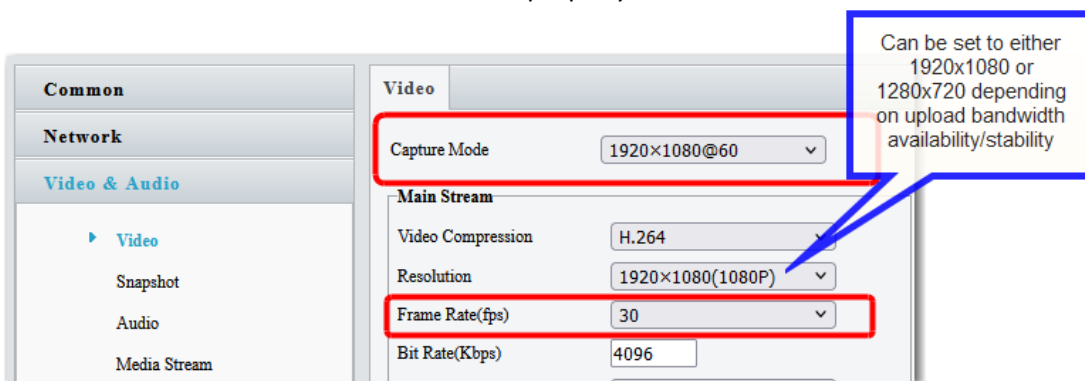 Can be set to either
1920x1080 or
1280x720 depending
on upload bandwidth
availability/stability
Common
Network
Video & Audio
Video
Snapshot
Audio
Media Stream
Video
Capture Mode 1920×1080@60
Main Stream
Video Compression H.264
Resolution 1920×1080(1080P)
Frame Rate(fps) 30
Bit Rate(Kbps) 4096